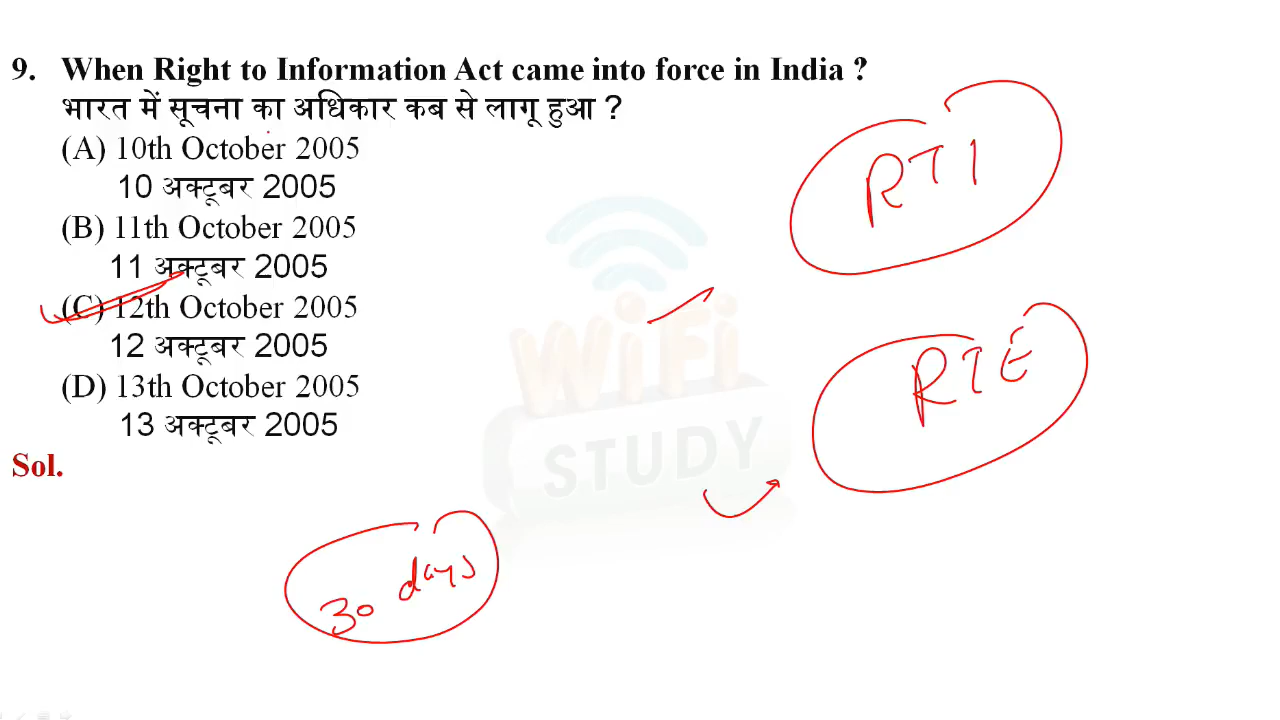 9. When Right to Information Act came into force in India ?
भारत में सूचना का अधिकार कब से लागू हुआ ?
(A) 10th October 2005
10 अक्टूबर 2005
(B) 11th October 2005
11 अक्टूबर 2005
(C) 12th October 2005
12 अक्टूबर 2005
(D) 13th October 2005
13 अक्टूबर 2005
Sol.
RTI
RTE
30 days
WiFi
STUDY